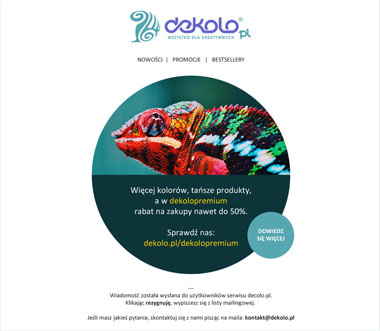 dekolo®pl
WSZYSTKO DLA KREATYWNYCH
NOWOŚCI | PROMOCJE | BESTSELLERY
Więcej kolorów, tańsze produkty,
a w dekolopremium
rabat na zakupy nawet do 50%.
Sprawdź nas:
dekolo.pl/dekolopremium
DOWIEDZ
SIĘ WIĘCEJ
Wiadomość została wysłana do użytkowników serwisu decolo.pl.
Klikając rezygnuję, wypiszesz się z listy mailingowej.
Jeśli masz jakieś pytania, skontaktuj się z nami pisząc na maila: kontakt@dekolo.pl